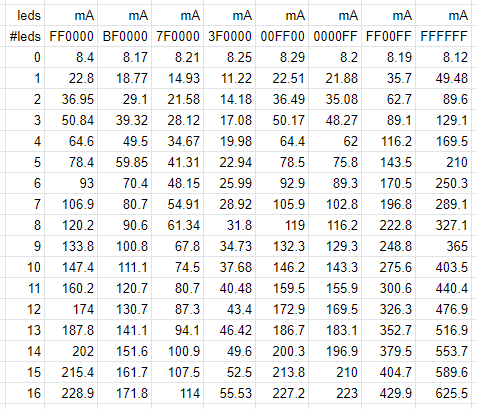 leds mA mA mA mA mA mA mA mA
#leds FF0000 BF0000 7F0000 3F0000 00FF00 0000FF FF00FF FFFFFF
0 8.4 8.17 8.21 8.25 8.29 8.2 8.19 8.12
1 22.8 18.77 14.93 11.22 22.51 21.88 35.7 49.48
2 36.95 29.1 21.58 14.18 36.49 35.08 62.7 89.6
3 50.84 39.32 28.12 17.08 50.17 48.27 89.1 129.1
4 64.6 49.5 34.67 19.98 64.4 62 116.2 169.5
5 78.4 59.85 41.31 22.94 78.5 75.8 143.5 210
6 93 70.4 48.15 25.99 92.9 89.3 170.5 250.3
7 106.9 80.7 54.91 28.92 105.9 102.8 196.8 289.1
8 120.2 90.6 61.34 31.8 119 116.2 222.8 327.1
9 133.8 100.8 67.8 34.73 132.3 129.3 248.8 365
10 147.4 111.1 74.5 37.68 146.2 143.3 275.6 403.5
11 160.2 120.7 80.7 40.48 159.5 155.9 300.6 440.4
12 174 130.7 87.3 43.4 172.9 169.5 326.3 476.9
13 187.8 141.1 94.1 46.42 186.7 183.1 352.7 516.9
14 202 151.6 100.9 49.6 200.3 196.9 379.5 553.7
15 215.4 161.7 107.5 52.5 213.8 210 404.7 589.6
16 228.9 171.8 114 55.53 227.2 223 429.9 625.5